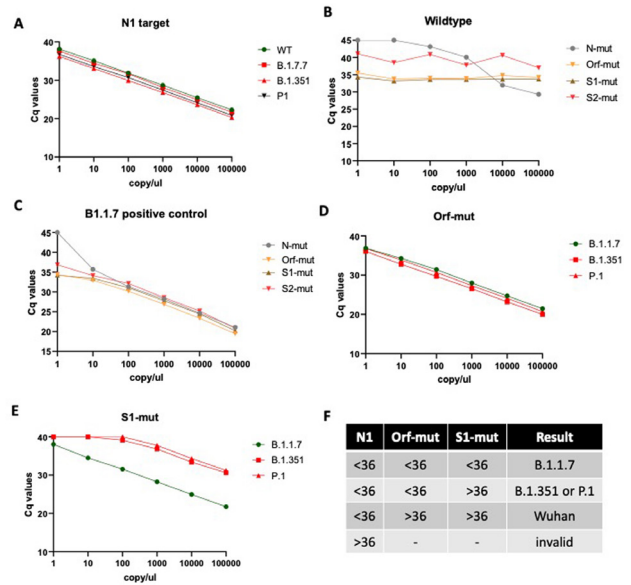 A
N1 target
Cq values
40
30
20
10
1 10 100 1000 10000 100000
copy/ul
WT
B.1.7.7
B.1.351
P1
B
Wildtype
Cq values
45
40
35
30
25
20
15
10
1 10 100 1000 10000 100000
copy/ul
N-mut
Orf-mut
S1-mut
S2-mut
C
B1.1.7 positive control
Cq values
45
40
35
30
25
20
15
1 10 100 1000 10000 100000
copy/ul
N-mut
Orf-mut
S1-mut
S2-mut
D
Orf-mut
Cq values
40
30
20
10
1 10 100 1000 10000 100000
copy/ul
B.1.1.7
B.1.351
P.1
E
S1-mut
Cq values
40
30
20
10
1 10 100 1000 10000 100000
copy/ul
B.1.1.7
B.1.351
P.1
F
N1 Orf-mut S1-mut Result
<36 <36 <36 B.1.1.7
<36 <36 >36 B.1.351 or P.1
<36 >36 >36 Wuhan
>36 - - invalid